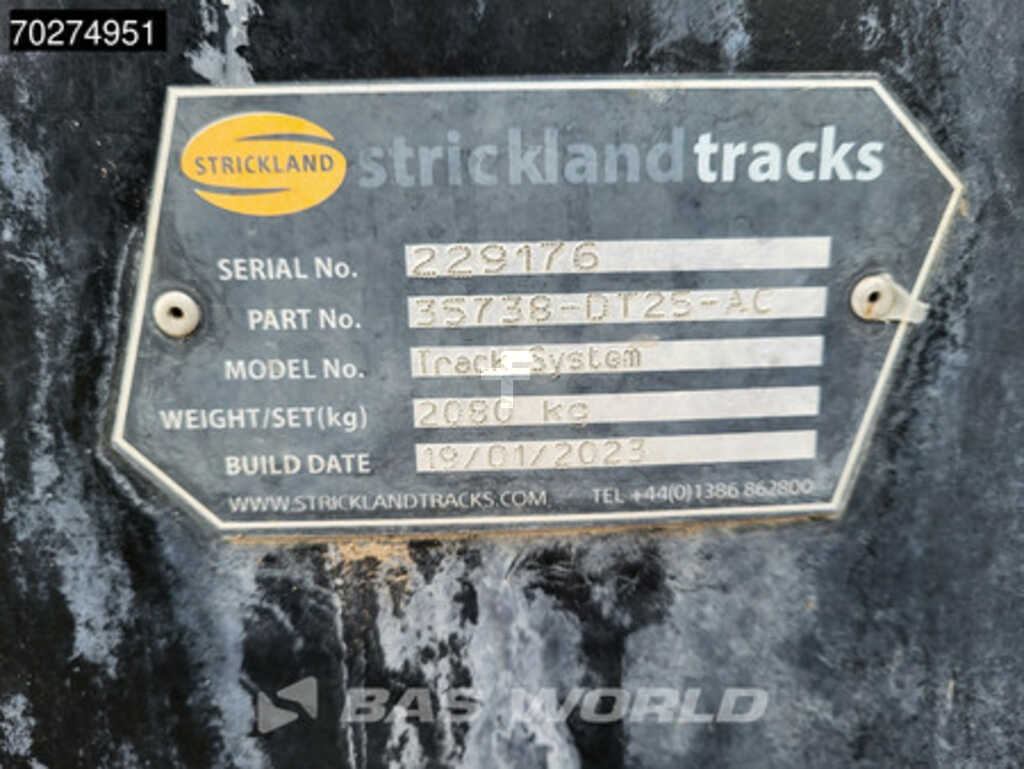 70274951
STRICKLAND
stricklandtracks
SERIAL No. 229176
PART No. 35738-DT25-AC
MODEL No. Track System
WEIGHT/SET(kg) 2080 kg
BUILD DATE 19/01/2023
WWW.STRICKLANDTRACKS.COM. TEL +44(0)1386 862800
BAS WORLD